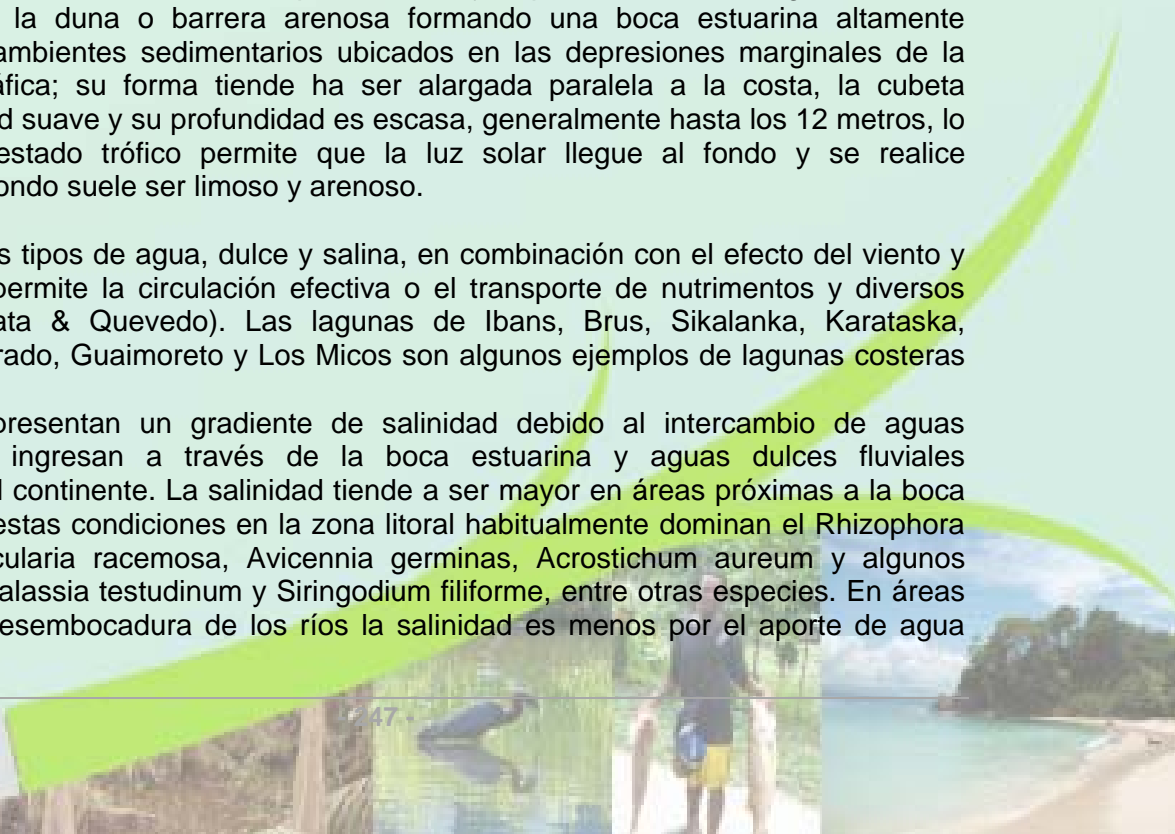 la duna o barrera arenosa formando una boca estuarina altamente
ambientes sedimentarios ubicados en las depresiones marginales de la
áfica; su forma tiende ha ser alargada paralela a la costa, la cubeta
d suave y su profundidad es escasa, generalmente hasta los 12 metros, lo
estado trófico permite que la luz solar llegue al fondo y se realice
ondo suele ser limoso y arenoso.
s tipos de agua, dulce y salina, en combinación con el efecto del viento y
permite la circulación efectiva o el transporte de nutrimentos y diversos
ata & Quevedo). Las lagunas de Ibans, Brus, Sikalanka, Karataska,
rado, Guaimoreto y Los Micos son algunos ejemplos de lagunas costeras
presentan un gradiente de salinidad debido al intercambio de aguas
ingresan a través de la boca estuarina y aguas dulces fluviales
l continente. La salinidad tiende a ser mayor en áreas próximas a la boca
estas condiciones en la zona litoral habitualmente dominan el Rhizophora
cularia racemosa, Avicennia germinas, Acrostichum aureum y algunos
alassia testudinum y Siringodium filiforme, entre otras especies. En áreas
esembocadura de los ríos la salinidad es menos por el aporte de agua
47 -